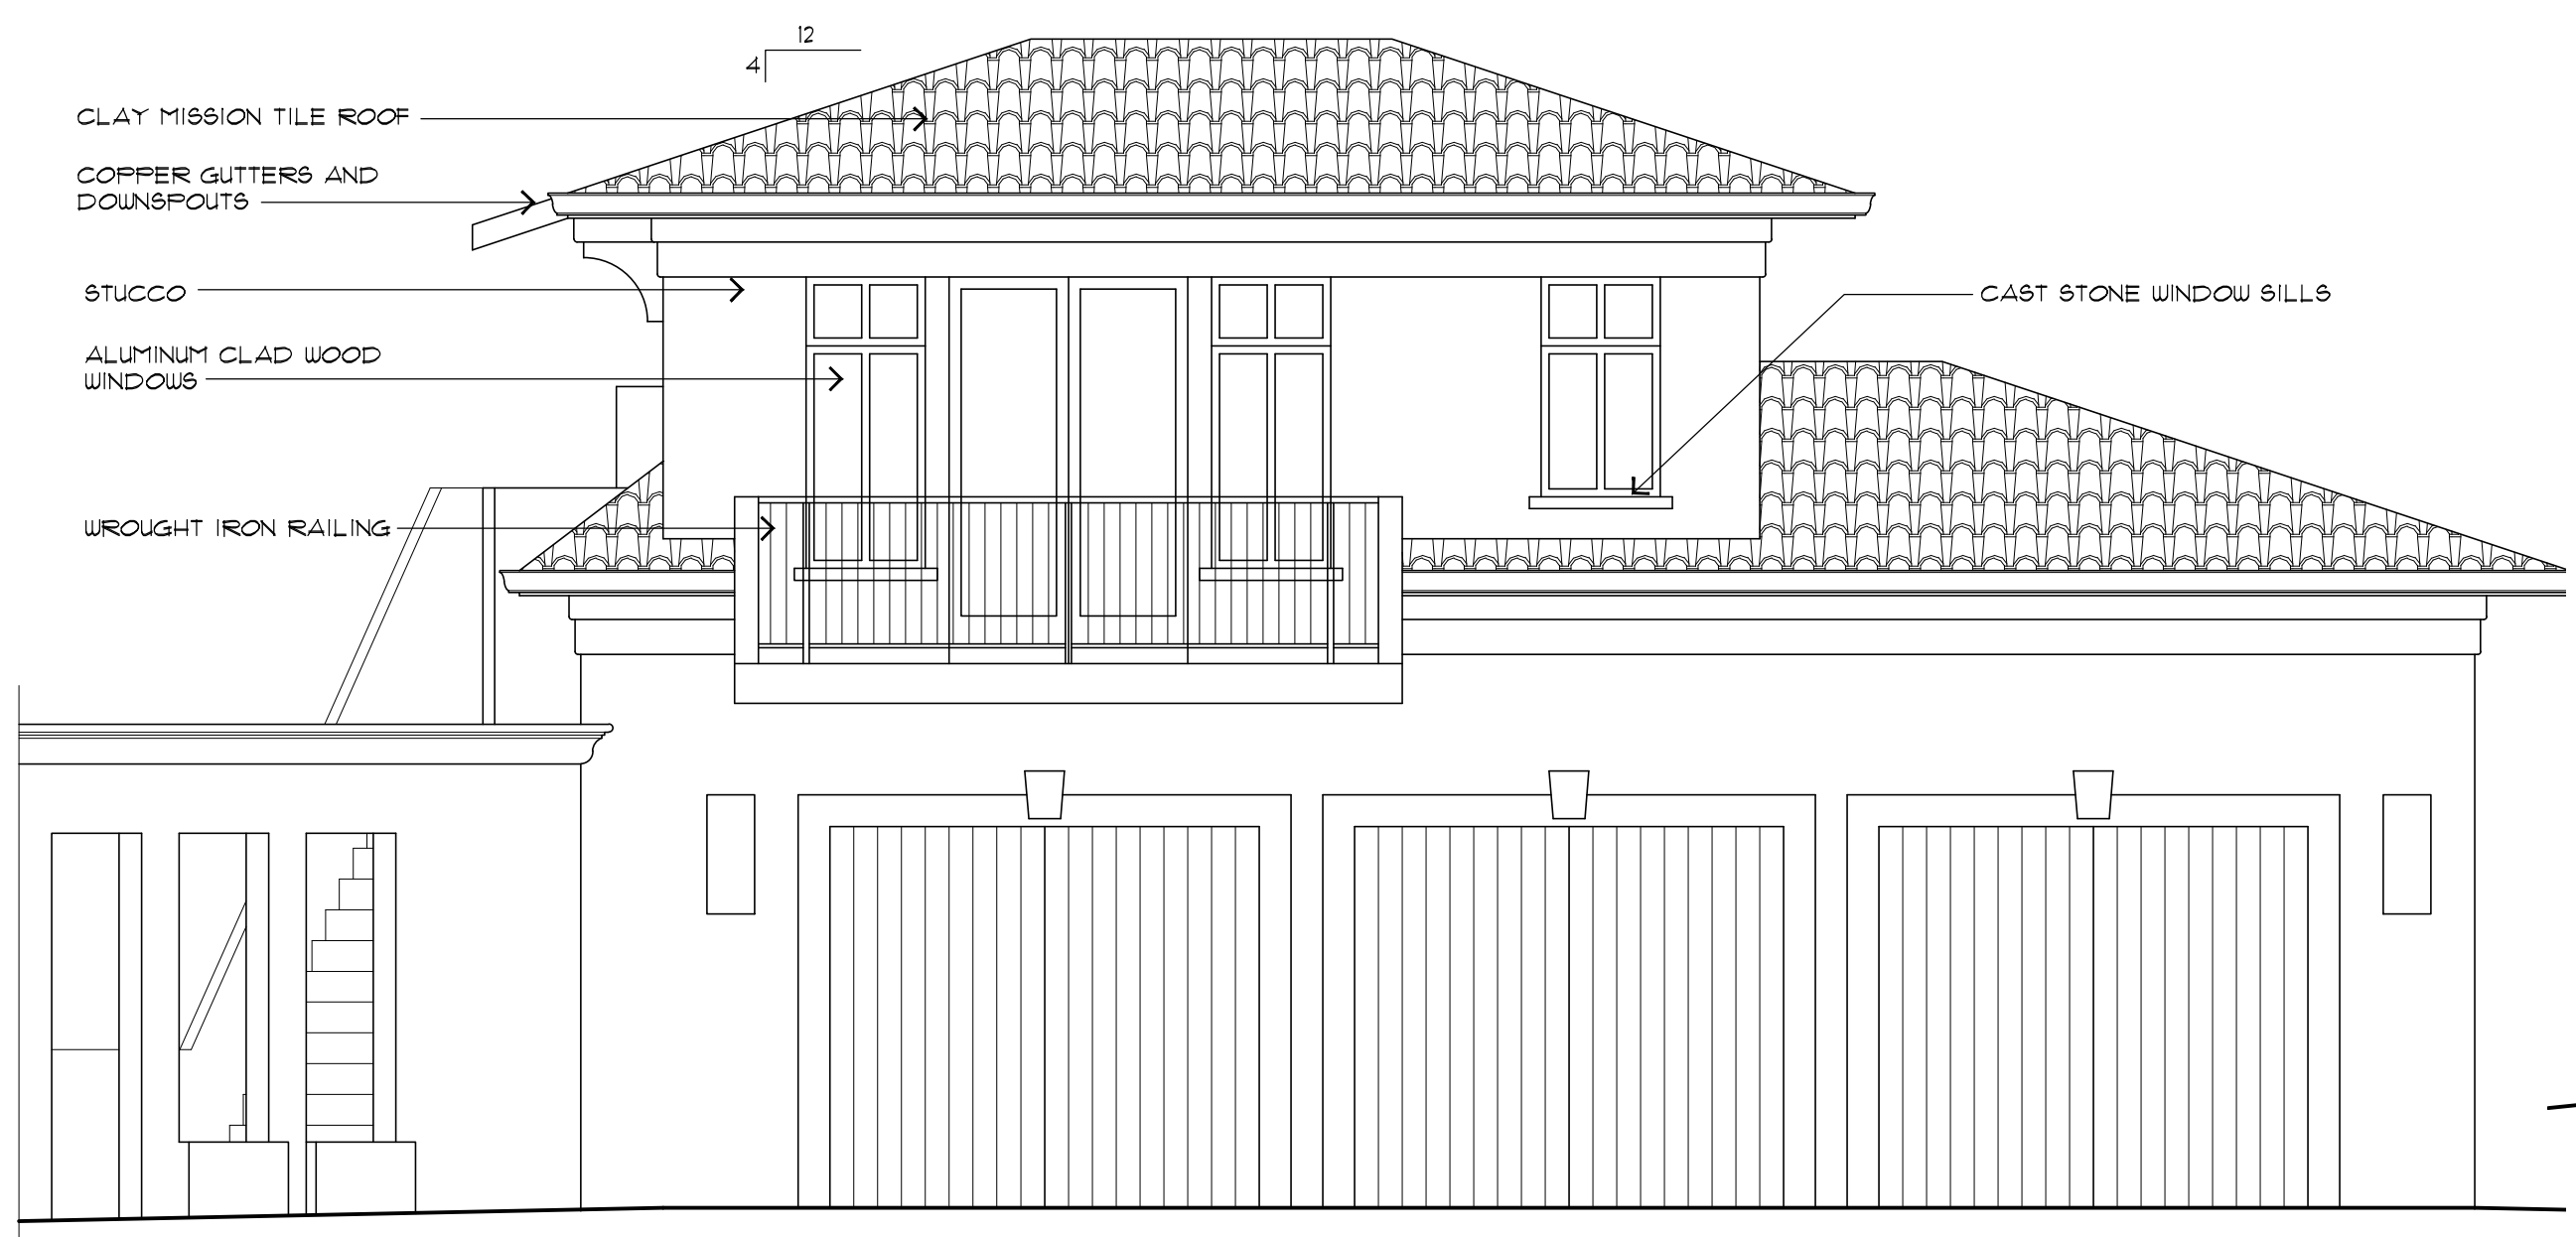 12
4
CLAY MISSION TILE ROOF
COPPER GUTTERS AND
DOWNSPOUTS
STUCCO
CAST STONE WINDOW SILLS
ALUMINUM CLAD WOOD
WINDOWS
WROUGHT IRON RAILING